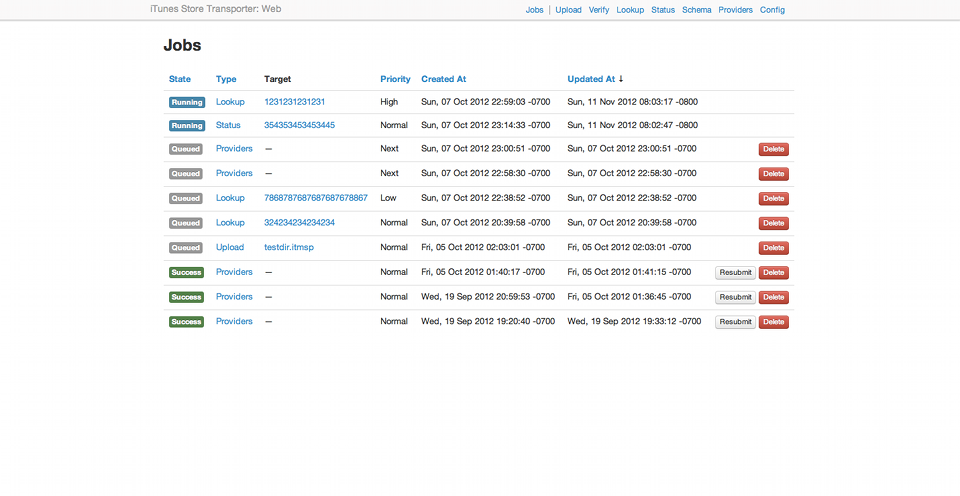 iTunes Store Transporter: Web Jobs | Upload Verify Lookup Status Schema Providers Config
Jobs
State Type Target Priority Created At Updated At ↓
Running Lookup 1231231231231 High Sun, 07 Oct 2012 22:59:03 -0700 Sun, 11 Nov 2012 08:03:17 -0800
Running Status 354353453453445 Normal Sun, 07 Oct 2012 23:14:33 -0700 Sun, 11 Nov 2012 08:02:47 -0800
Queued Providers — Next Sun, 07 Oct 2012 23:00:51 -0700 Sun, 07 Oct 2012 23:00:51 -0700 Delete
Queued Providers — Next Sun, 07 Oct 2012 22:58:30 -0700 Sun, 07 Oct 2012 22:58:30 -0700 Delete
Queued Lookup 7868787687687687678867 Low Sun, 07 Oct 2012 22:38:52 -0700 Sun, 07 Oct 2012 22:38:52 -0700 Delete
Queued Lookup 324234234234234 Normal Sun, 07 Oct 2012 20:39:58 -0700 Sun, 07 Oct 2012 20:39:58 -0700 Delete
Queued Upload testdir.itmsp Normal Fri, 05 Oct 2012 02:03:01 -0700 Fri, 05 Oct 2012 02:03:01 -0700 Delete
Success Providers — Normal Fri, 05 Oct 2012 01:40:17 -0700 Fri, 05 Oct 2012 01:41:15 -0700 Resubmit Delete
Success Providers — Normal Wed, 19 Sep 2012 20:59:53 -0700 Fri, 05 Oct 2012 01:36:45 -0700 Resubmit Delete
Success Providers — Normal Wed, 19 Sep 2012 19:20:40 -0700 Wed, 19 Sep 2012 19:33:12 -0700 Resubmit Delete